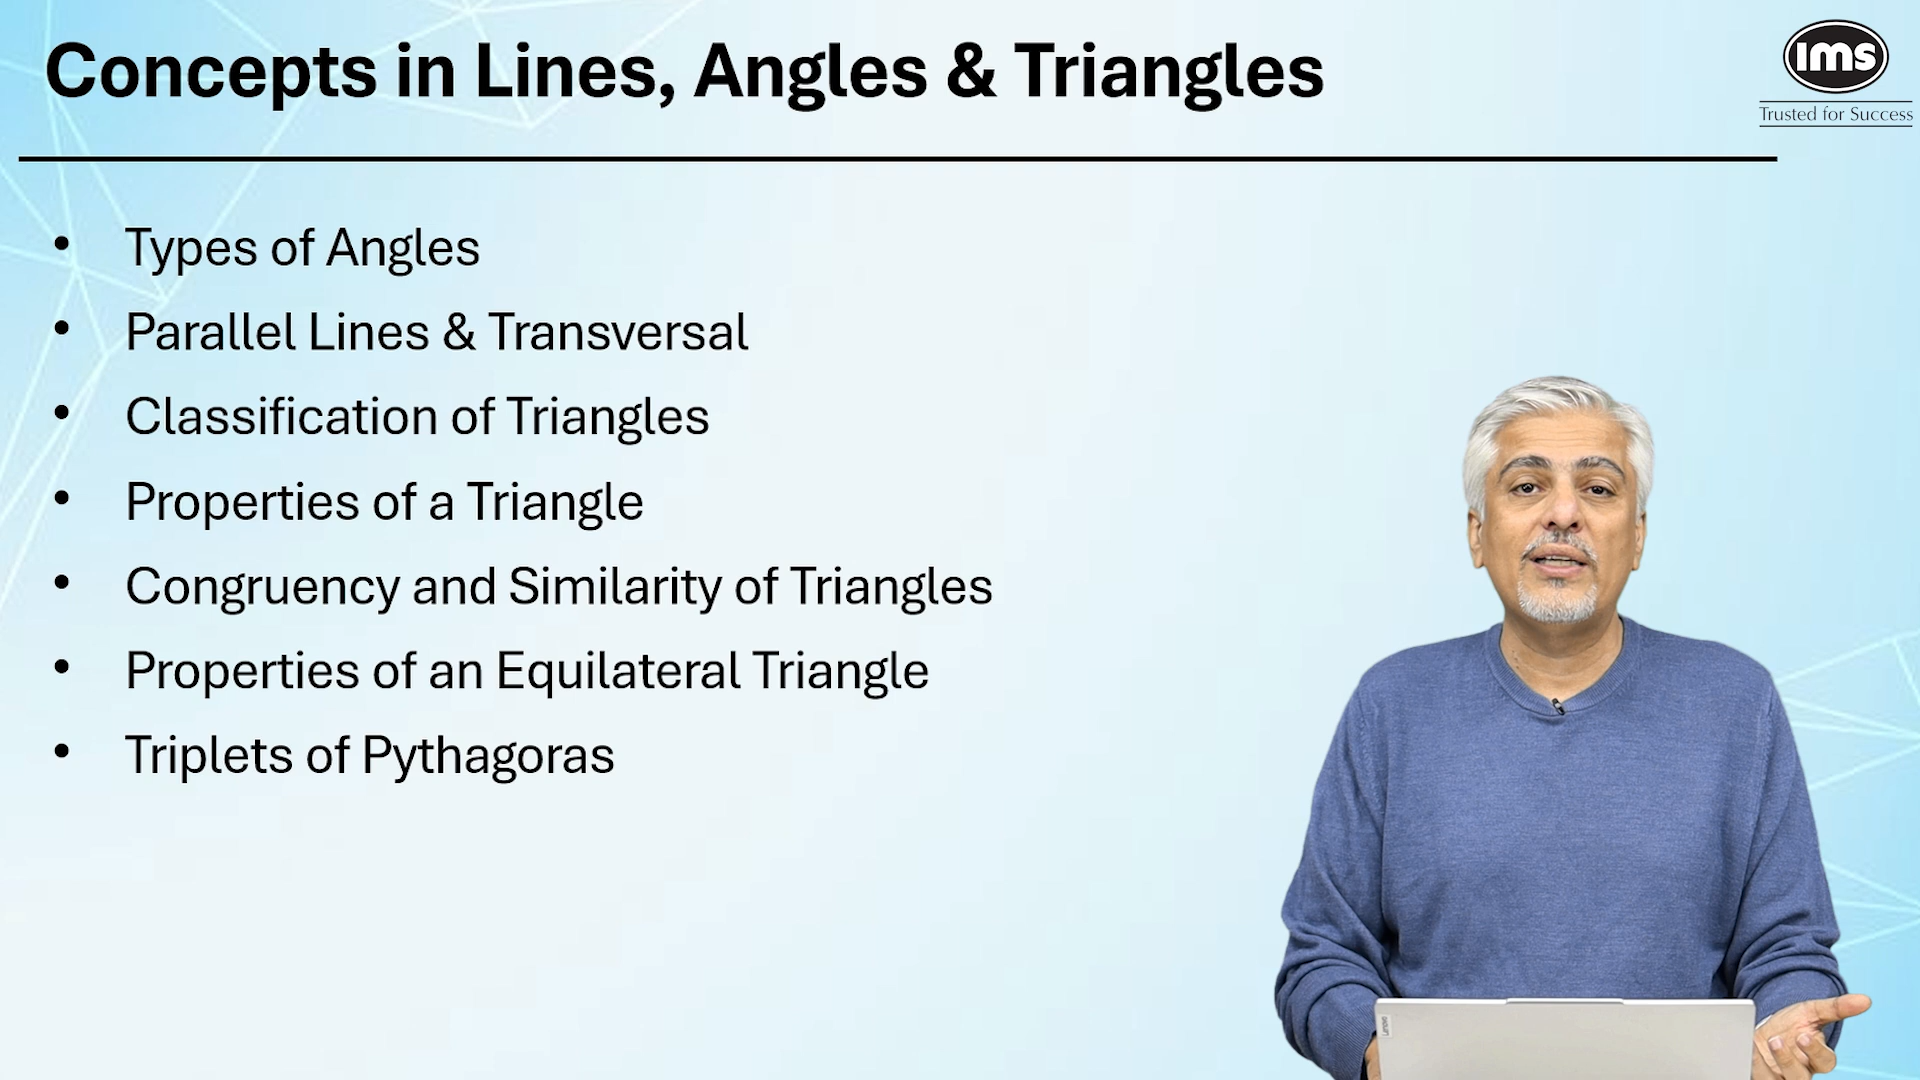 Concepts in Lines, Angles & Triangles
ims
Trusted for Success
• Types of Angles
• Parallel Lines & Transversal
• Classification of Triangles
• Properties of a Triangle
• Congruency and Similarity of Triangles
• Properties of an Equilateral Triangle
• Triplets of Pythagoras
Lenovo